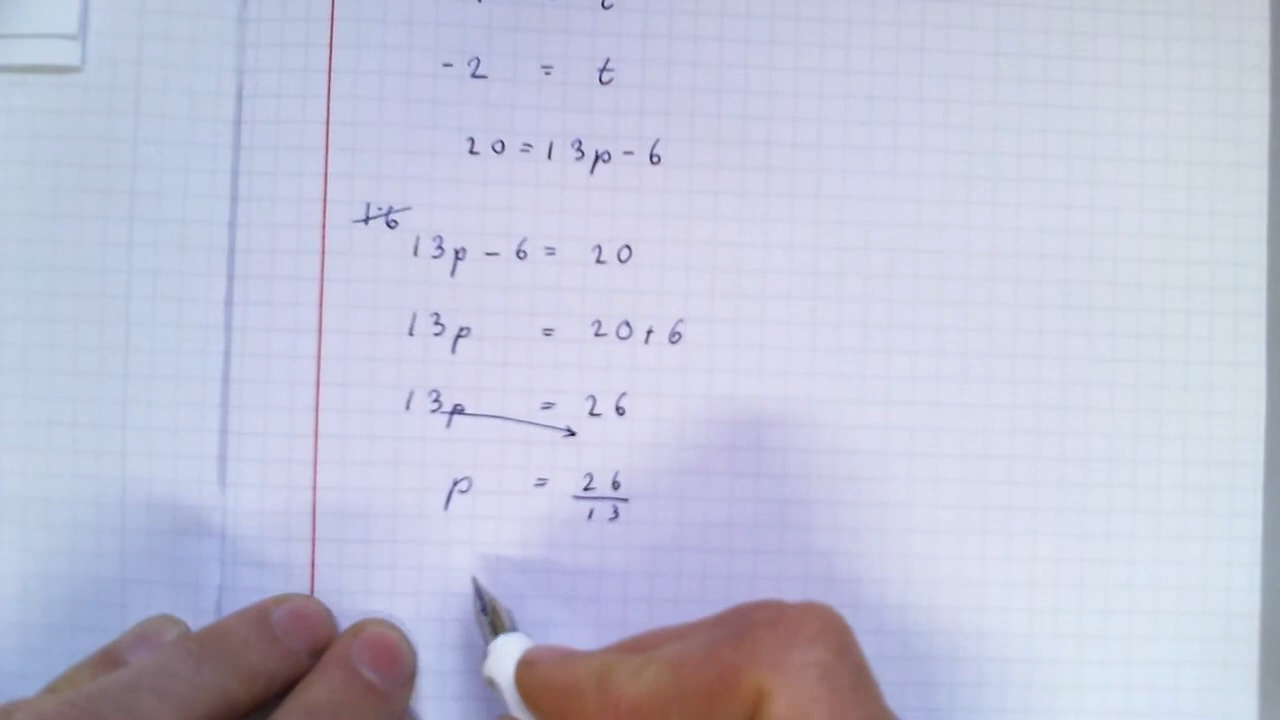 -2 = t
20=13p-6
13p-6= 20
13p = 20+6
13p = 26
p = 26/13